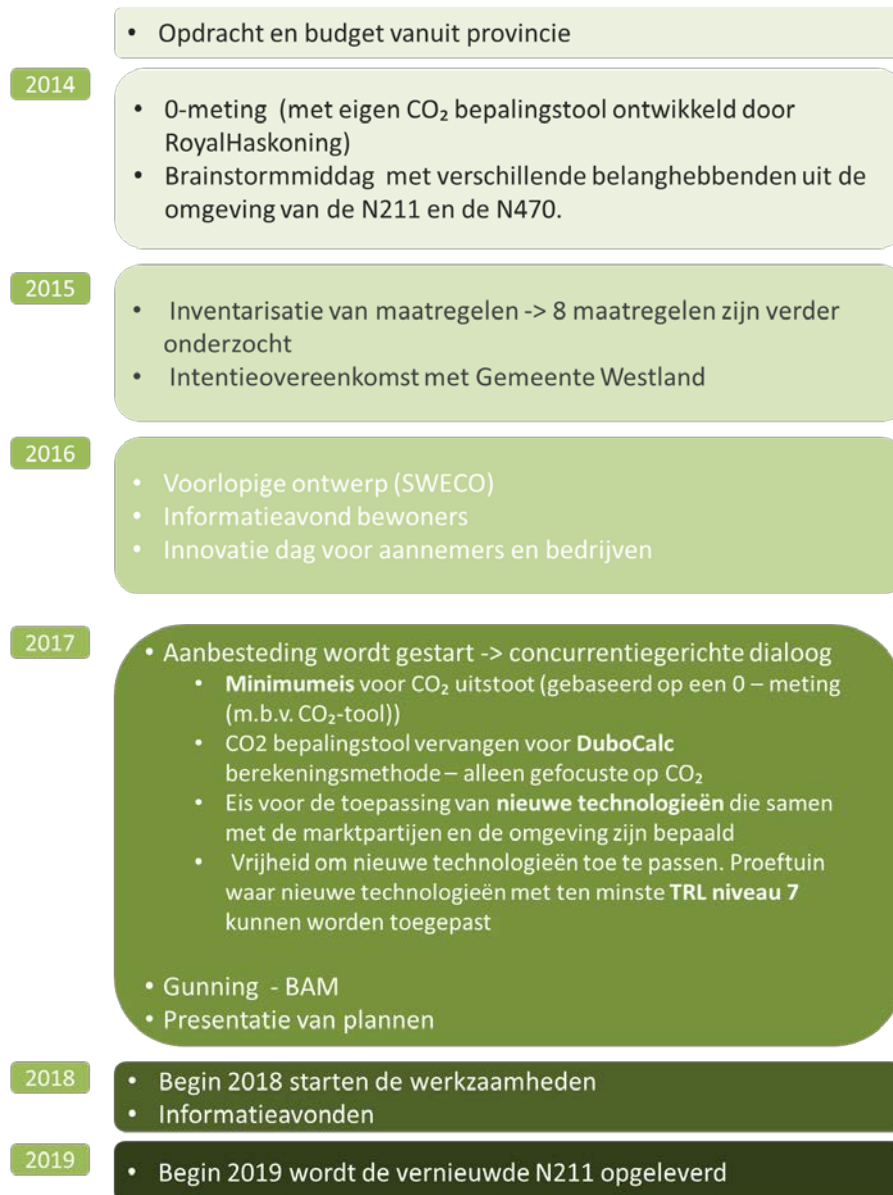 • Opdracht en budget vanuit provincie
2014
• 0-meting (met eigen CO₂ bepalingstool ontwikkeld door
RoyalHaskoning)
• Brainstormmiddag met verschillende belanghebbenden uit de
omgeving van de N211 en de N470.
2015
• Inventarisatie van maatregelen -> 8 maatregelen zijn verder
onderzocht
• Intentieovereenkomst met Gemeente Westland
2016
• Voorlopige ontwerp (SWECO)
• Informatieavond bewoners
• Innovatie dag voor aannemers en bedrijven
2017
• Aanbesteding wordt gestart -> concurrentiegerichte dialoog
• Minimumeis voor CO₂ uitstoot (gebaseerd op een 0 – meting
(m.b.v. CO₂-tool))
• CO2 bepalingstool vervangen voor DuboCalc
berekeningsmethode – alleen gefocuste op CO₂
• Eis voor de toepassing van nieuwe technologieën die samen
met de marktpartijen en de omgeving zijn bepaald
• Vrijheid om nieuwe technologieën toe te passen. Proeftuin
waar nieuwe technologieën met ten minste TRL niveau 7
kunnen worden toegepast
• Gunning - BAM
• Presentatie van plannen
2018
• Begin 2018 starten de werkzaamheden
• Informatieavonden
2019
• Begin 2019 wordt de vernieuwde N211 opgeleverd